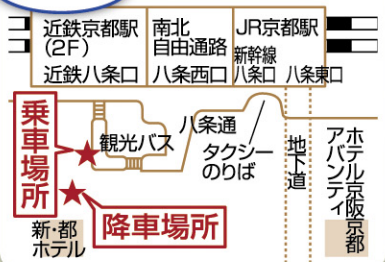 近鉄京都駅
(2F)
近鉄八条口
南北
自由通路
八条西口
JR京都駅
新幹線
八条口
八条東口
乗車
場所
観光バス
八条通
タクシー
のりば
地下道
ホテル京阪京都
アバンティ
降車場所
新・都
ホテル